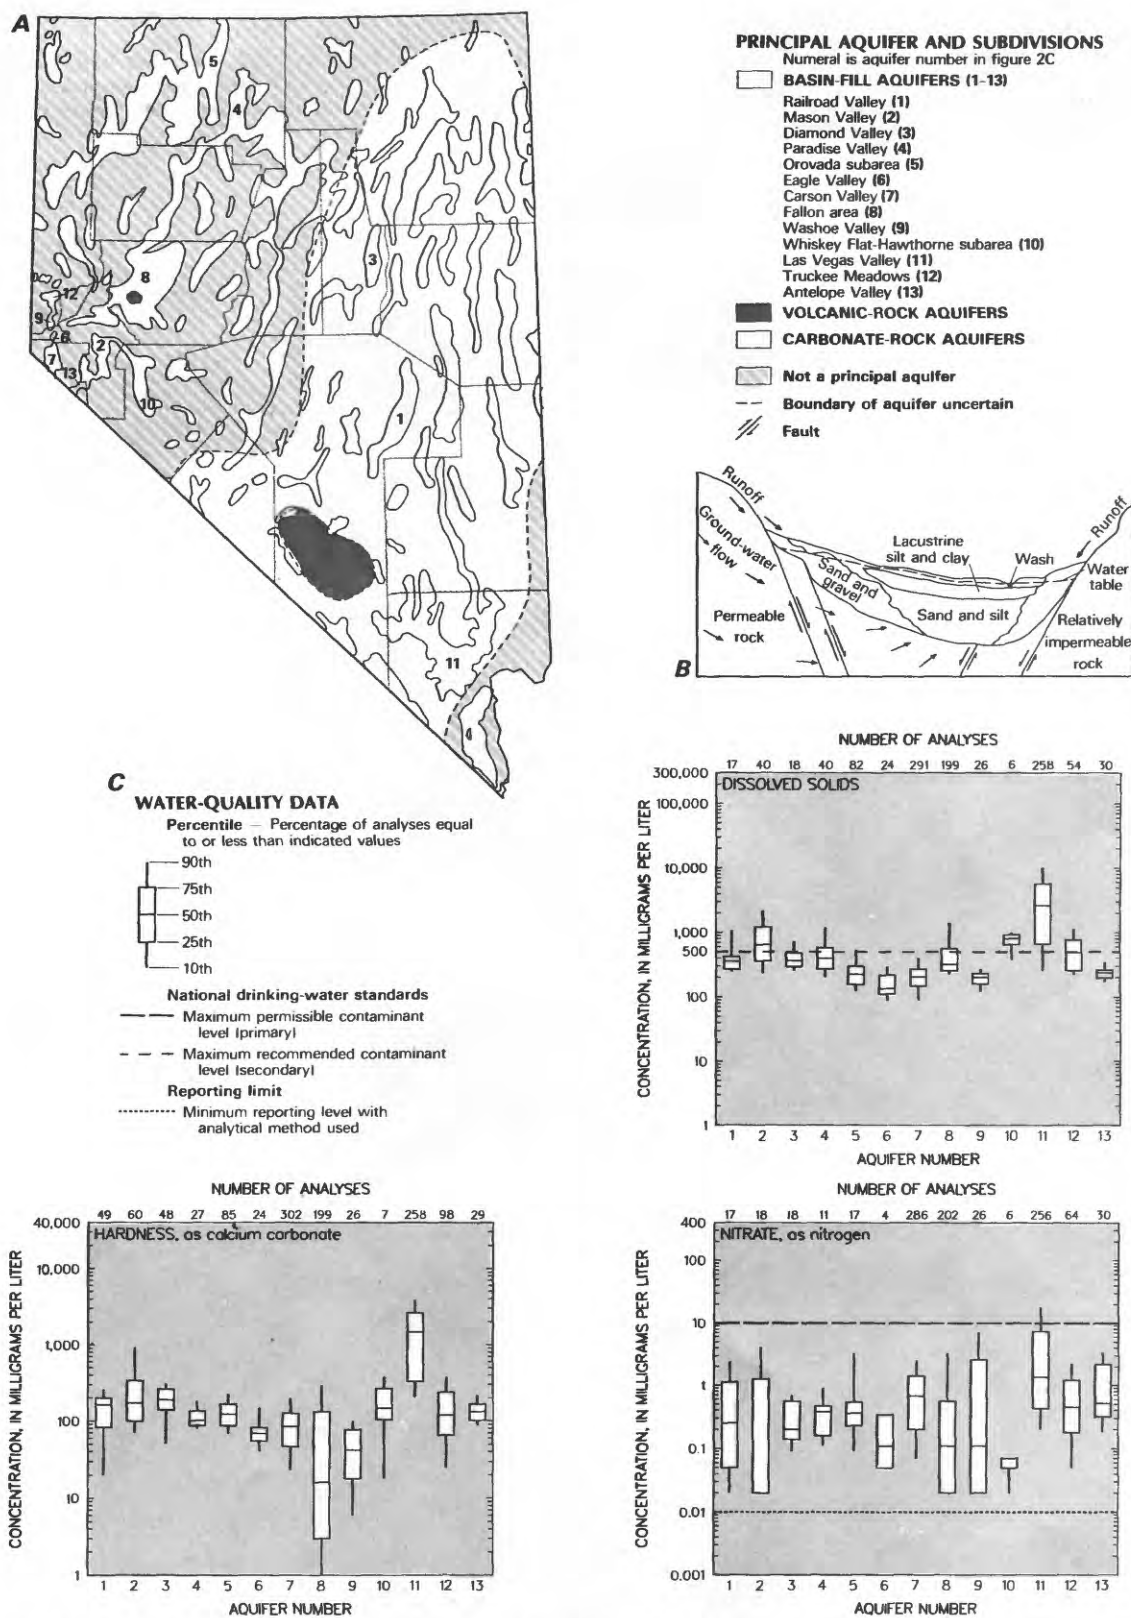 A
5
4
3
8
12
9
6
2
7
13
10
1
11
PRINCIPAL AQUIFER AND SUBDIVISIONS
Numeral is aquifer number in figure 2C
BASIN-FILL AQUIFERS (1-13)
Railroad Valley (1)
Mason Valley (2)
Diamond Valley (3)
Paradise Valley (4)
Orovada subarea (5)
Eagle Valley (6)
Carson Valley (7)
Fallon area (8)
Washoe Valley (9)
Whiskey Flat-Hawthorne subarea (10)
Las Vegas Valley (11)
Truckee Meadows (12)
Antelope Valley (13)
VOLCANIC-ROCK AQUIFERS
CARBONATE-ROCK AQUIFERS
Not a principal aquifer
Boundary of aquifer uncertain
Fault
Runoff
Ground-water
flow
Permeable
rock
Sand and
gravel
Lacustrine
silt and clay
Wash
Sand and silt
Runoff
Water
table
Relatively
impermeable
rock
B
C
WATER-QUALITY DATA
Percentile — Percentage of analyses equal
to or less than indicated values
90th
75th
50th
25th
10th
National drinking-water standards
Maximum permissible contaminant
level (primary)
Maximum recommended contaminant
level (secondary)
Reporting limit
Minimum reporting level with
analytical method used
NUMBER OF ANALYSES
17 40 18 40 82 24 291 199 26 6 258 54 30
DISSOLVED SOLIDS
CONCENTRATION, IN MILLIGRAMS PER LITER
300,000
100,000
10,000
1,000
500
100
10
1
1 2 3 4 5 6 7 8 9 10 11 12 13
AQUIFER NUMBER
NUMBER OF ANALYSES
49 60 48 27 85 24 302 199 26 7 258 98 29
HARDNESS, as calcium carbonate
CONCENTRATION, IN MILLIGRAMS PER LITER
40,000
10,000
1,000
100
10
1
1 2 3 4 5 6 7 8 9 10 11 12 13
AQUIFER NUMBER
NUMBER OF ANALYSES
17 18 18 11 17 4 286 202 26 6 256 64 30
NITRATE, as nitrogen
CONCENTRATION, IN MILLIGRAMS PER LITER
400
100
10
1
0.1
0.01
0.001
1 2 3 4 5 6 7 8 9 10 11 12 13
AQUIFER NUMBER